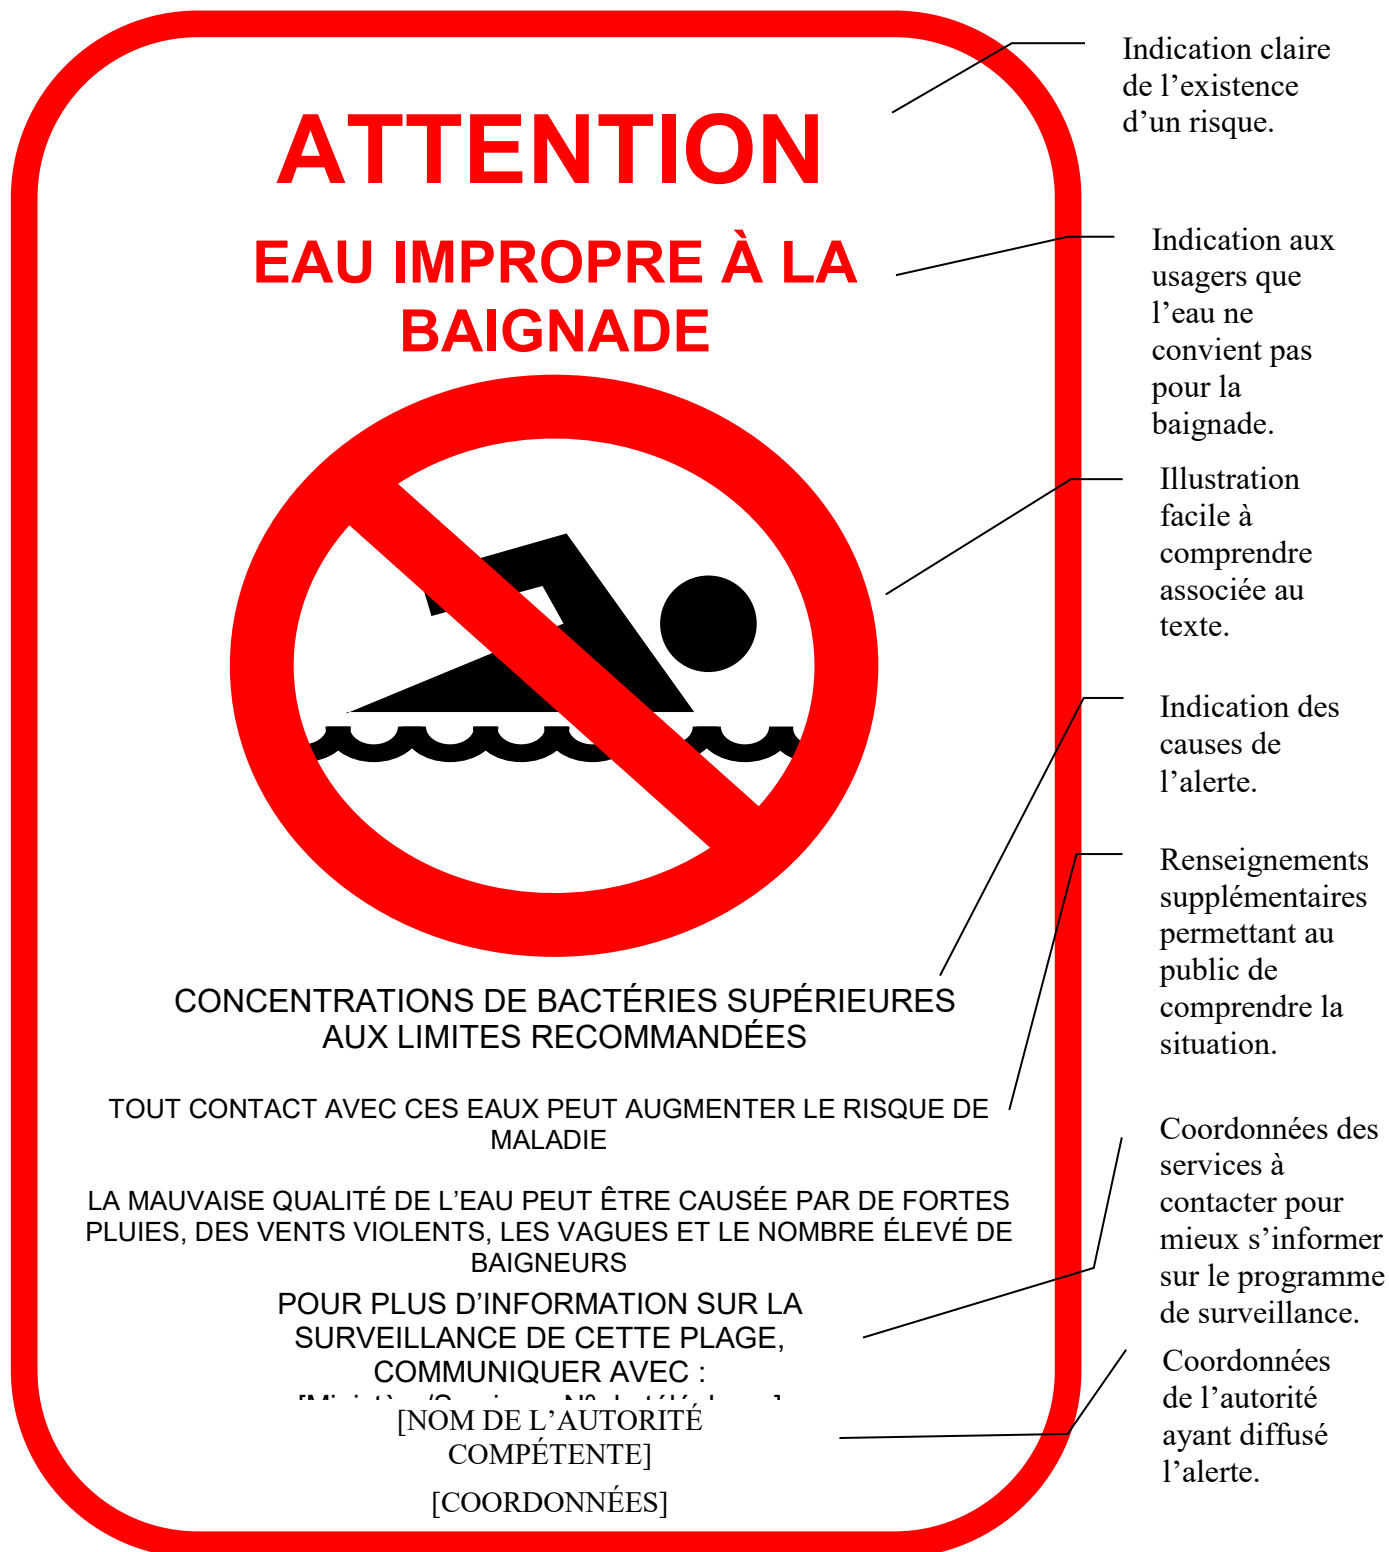 ATTENTION
EAU IMPROPRE À LA
BAIGNADE
CONCENTRATIONS DE BACTÉRIES SUPÉRIEURES
AUX LIMITES RECOMMANDÉES
TOUT CONTACT AVEC CES EAUX PEUT AUGMENTER LE RISQUE DE
MALADIE
LA MAUVAISE QUALITÉ DE L’EAU PEUT ÊTRE CAUSÉE PAR DE FORTES
PLUIES, DES VENTS VIOLENTS, LES VAGUES ET LE NOMBRE ÉLEVÉ DE
BAIGNEURS
POUR PLUS D’INFORMATION SUR LA
SURVEILLANCE DE CETTE PLAGE,
COMMUNIQUER AVEC :
[NOM DE L’AUTORITÉ
COMPÉTENTE]
[COORDONNÉES]
Indication claire
de l’existence
d’un risque.
Indication aux
usagers que
l’eau ne
convient pas
pour la
baignade.
Illustration
facile à
comprendre
associée au
texte.
Indication des
causes de
l’alerte.
Renseignements
supplémentaires
permettant au
public de
comprendre la
situation.
Coordonnées des
services à
contacter pour
mieux s’informer
sur le programme
de surveillance.
Coordonnées
de l’autorité
ayant diffusé
l’alerte.